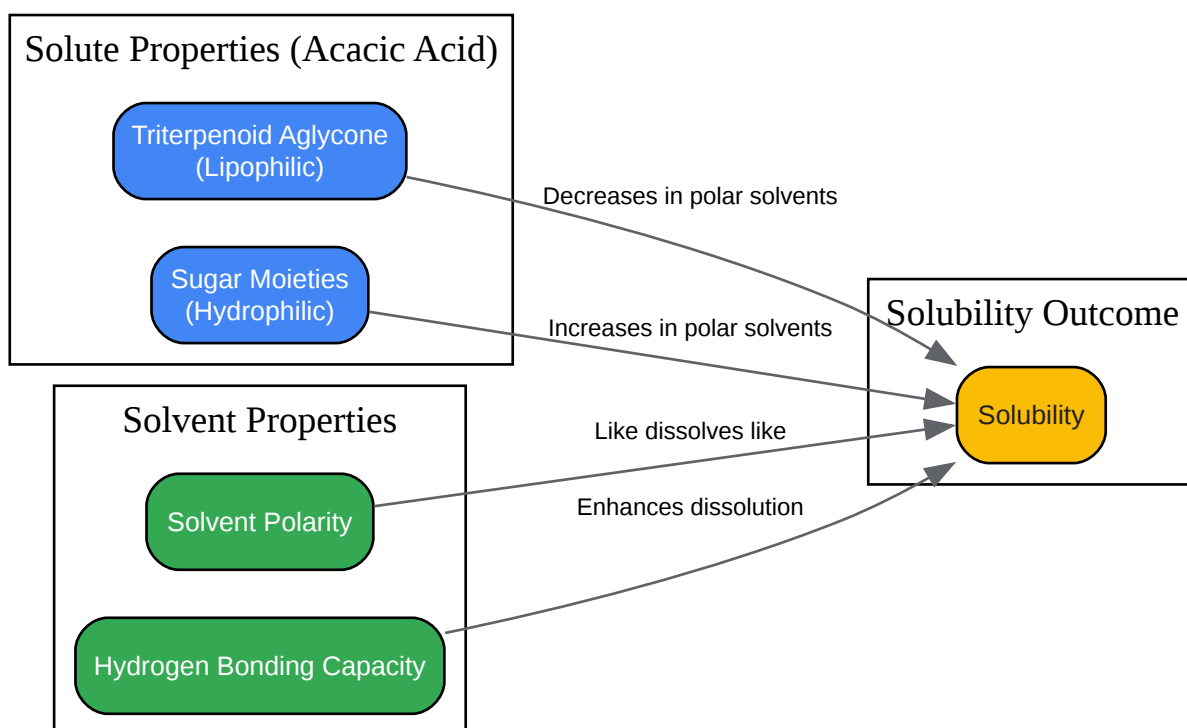 Solute Properties (Acacic Acid)
Triterpenoid Aglycone
(Lipophilic)
Sugar Moieties
(Hydrophilic)
Decreases in polar solvents
Increases in polar solvents
Solvent Properties
Solvent Polarity
Hydrogen Bonding Capacity
Like dissolves like
Enhances dissolution
Solubility Outcome
Solubility